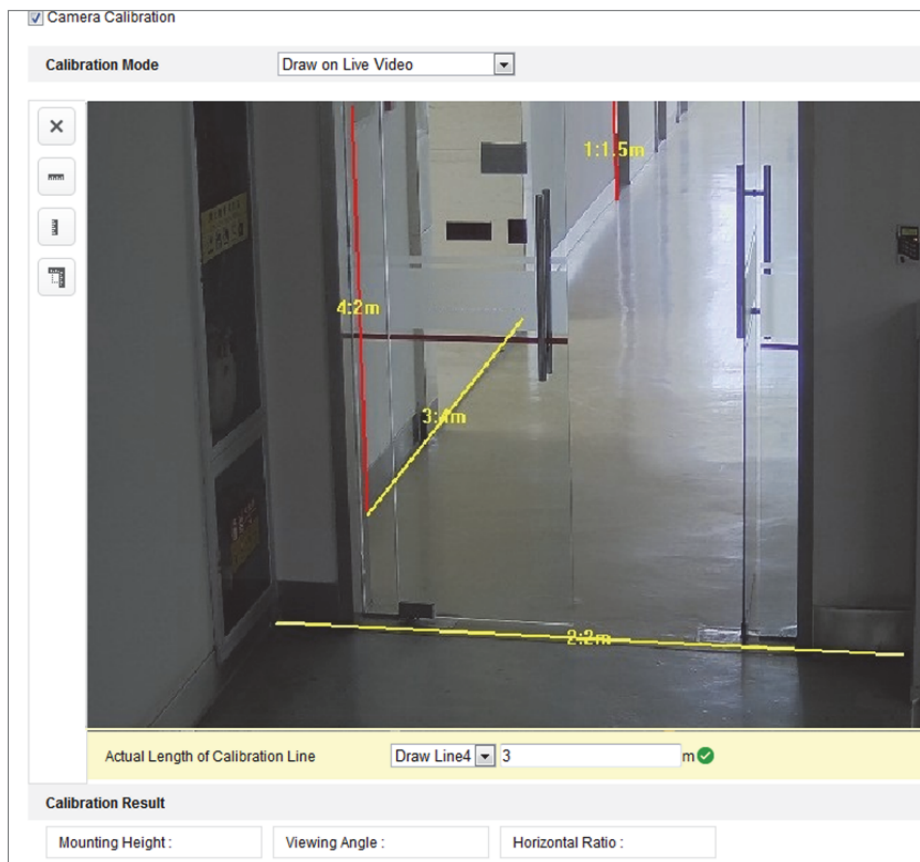 Camera Calibration
Calibration Mode Draw on Live Video
1:1.5m
4:2m
3:4m
2:2m
Actual Length of Calibration Line Draw Line4 3 m
Calibration Result
Mounting Height : Viewing Angle : Horizontal Ratio :